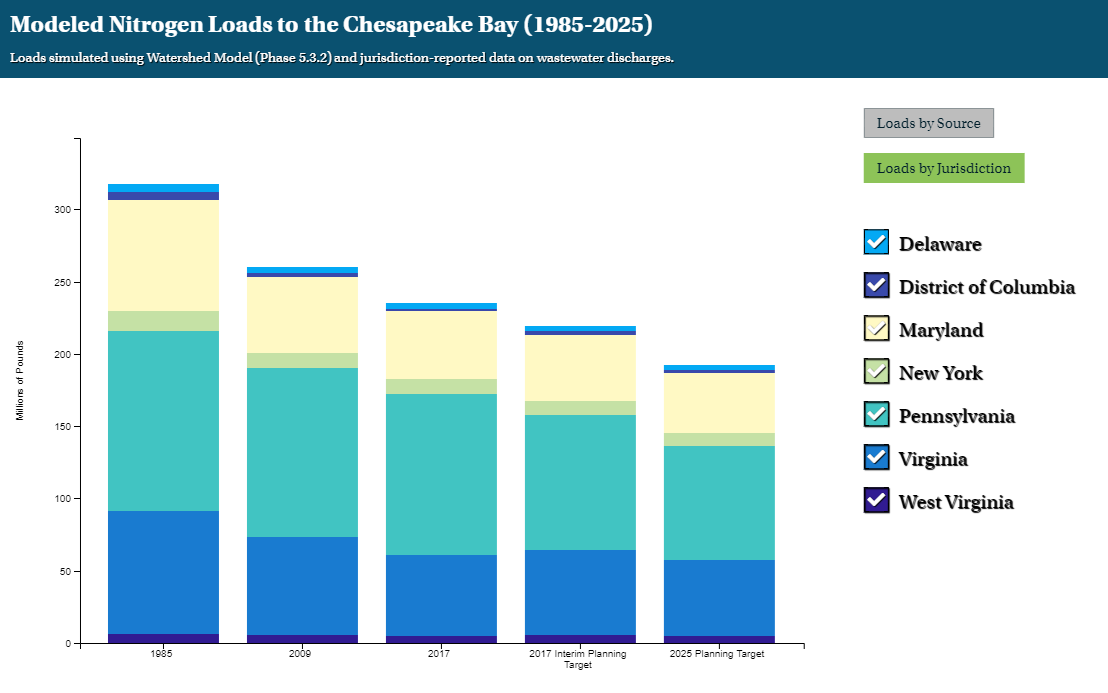 Modeled Nitrogen Loads to the Chesapeake Bay (1985-2025)
Loads simulated using Watershed Model (Phase 5.3.2) and jurisdiction-reported data on wastewater discharges.
Loads by Source
Loads by Jurisdiction
Delaware
District of Columbia
Maryland
New York
Pennsylvania
Virginia
West Virginia
Millions of Pounds
300
250
200
150
100
50
0
1985
2009
2017
2017 Interim Planning
Target
2025 Planning Target